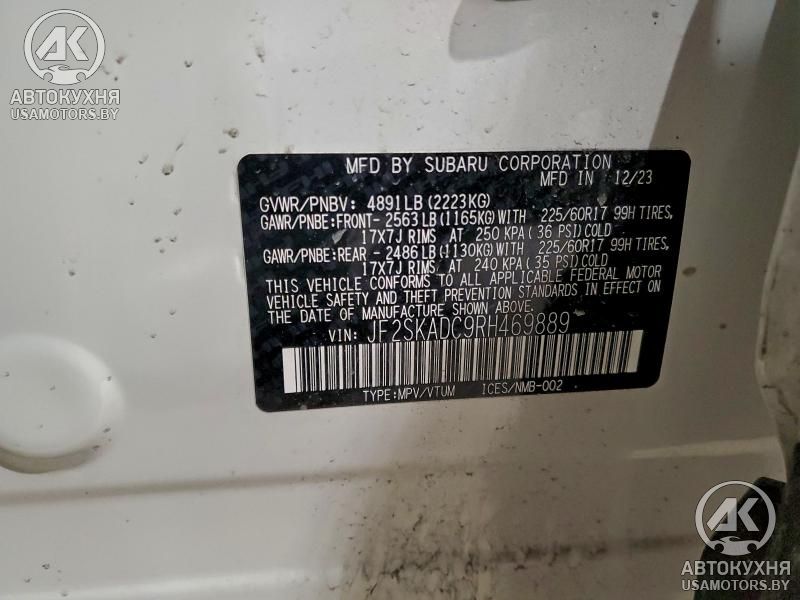 АК
АВТОКУХНЯ
USAMOTORS.BY
MFD BY SUBARU CORPORATION
MFD IN 12/23
GVWR/PNBV: 4891LB (2223KG)
GAWR/PNBE:FRONT- 2563LB (1165KG) WITH 225/60R17 99H TIRES,
17X7J RIMS AT 250 KPA ( 36 PSI) COLD
GAWR/PNBE:REAR - 2486LB (1130KG) WITH 225/60R17 99H TIRES,
17X7J RIMS AT 240 KPA ( 35 PSI) COLD
THIS VEHICLE CONFORMS TO ALL APPLICABLE FEDERAL MOTOR
VEHICLE SAFETY AND THEFT PREVENTION STANDARDS IN EFFECT
ON THE DATE OF MANUFACTURE SHOWN ABOVE.
VIN: JF2SKADC9RH469889
TYPE:MPV/VTUM ICES/NMB-002
АК
АВТОКУХНЯ
USAMOTORS.BY